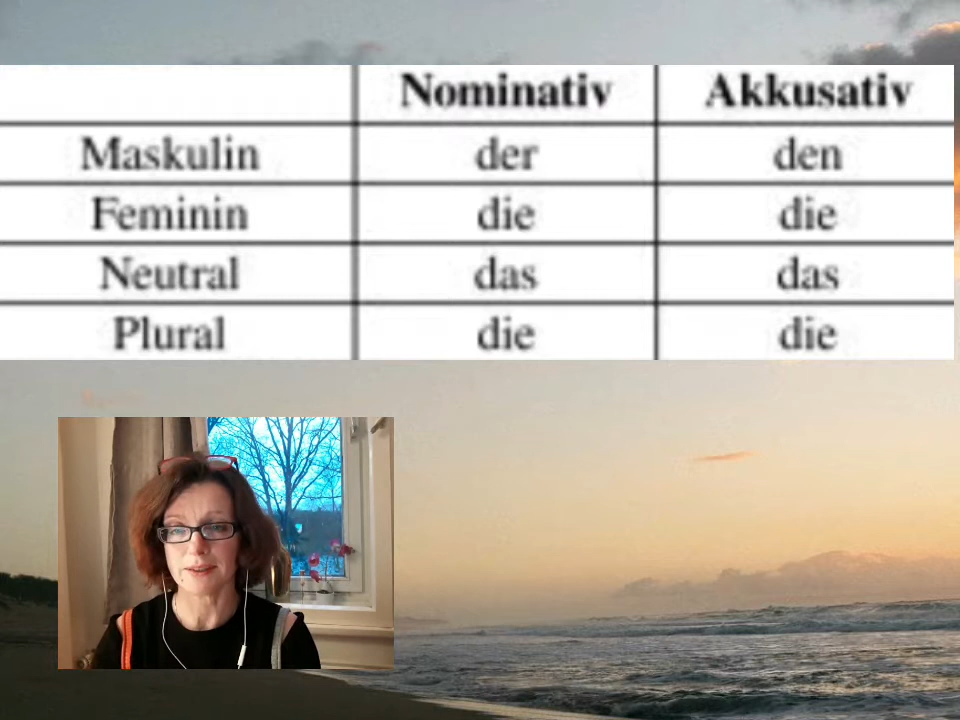 Nominativ Akkusativ
Maskulin der den
Feminin die die
Neutral das das
Plural die die